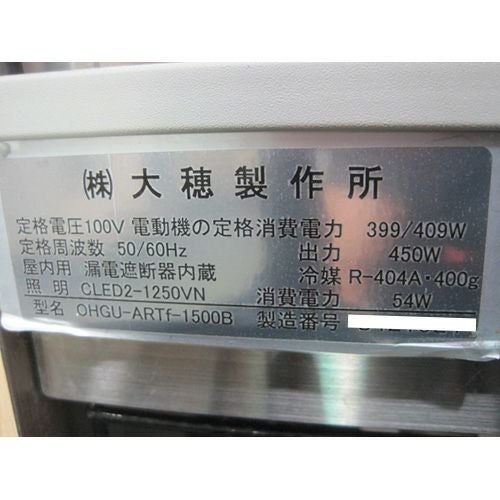 ㈱ 大穂製作所
定格電圧100V 電動機の定格消費電力 399/409W
定格周波数 50/60Hz 出力 450W
屋内用 漏電遮断器内蔵 冷媒 R-404A・400g
照明 CLED2-1250VN 消費電力 54W
型名 OHGU-ARTf-1500B 製造番号